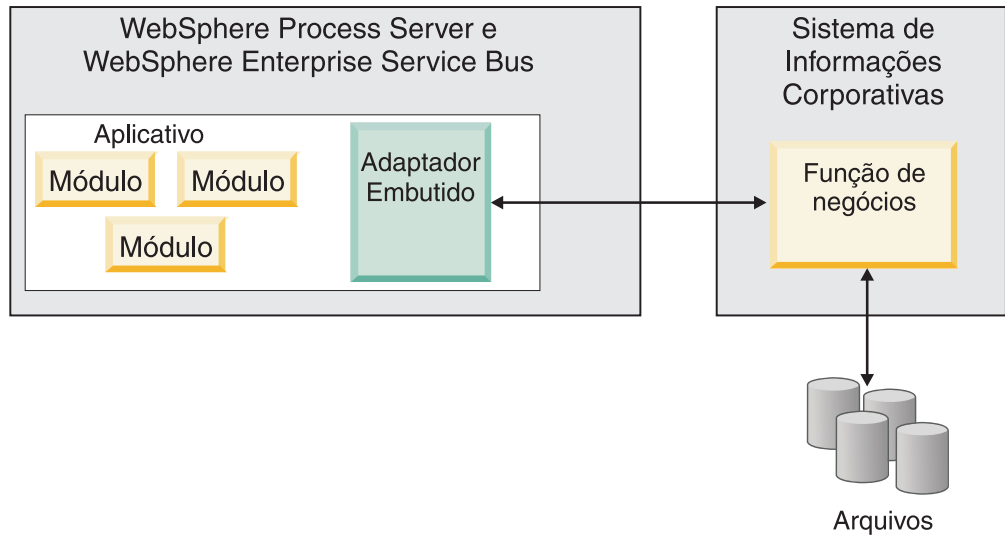 WebSphere Process Server e
WebSphere Enterprise Service Bus
Aplicativo
Módulo
Módulo
Módulo
Adaptador
Embutido
Sistema de
Informações
Corporativas
Função de
negócios
Arquivos